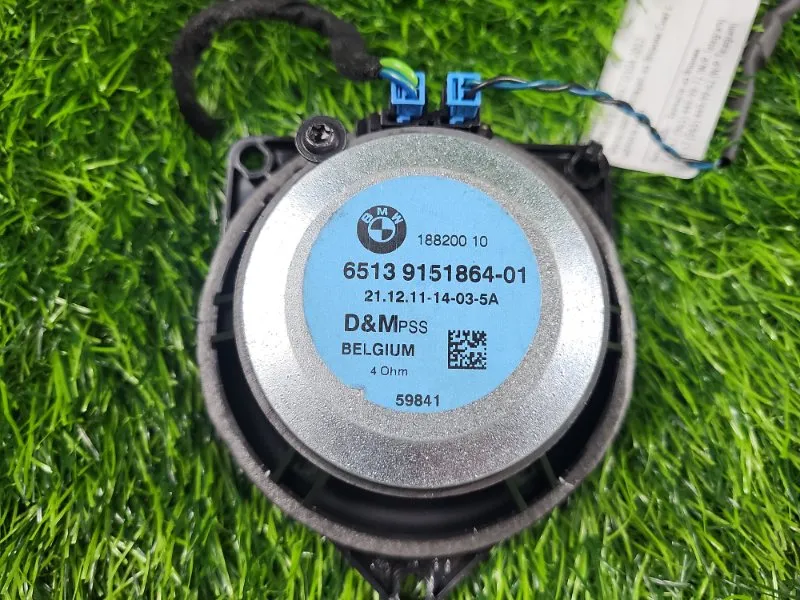 BMW
188200 10
6513 9151864-01
21.12.11-14-03-5A
D&MPSS
BELGIUM
4 Ohm
59841